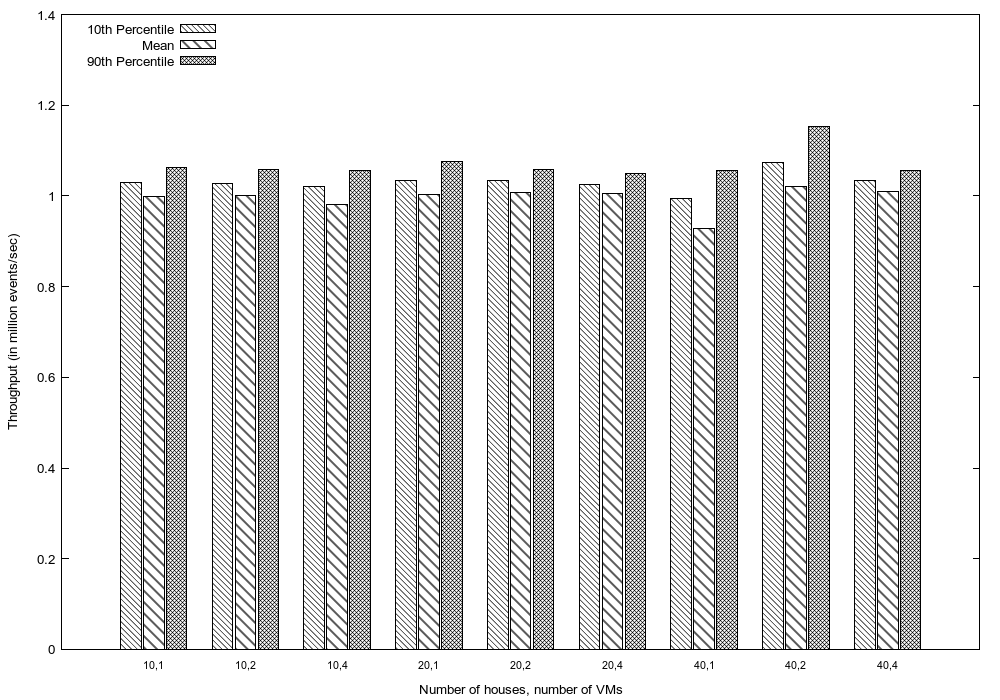 1.4
1.2
1
0.8
0.6
0.4
0.2
0
Throughput (in million events/sec)
10th Percentile
Mean
90th Percentile
10,1 10,2 10,4 20,1 20,2 20,4 40,1 40,2 40,4
Number of houses, number of VMs